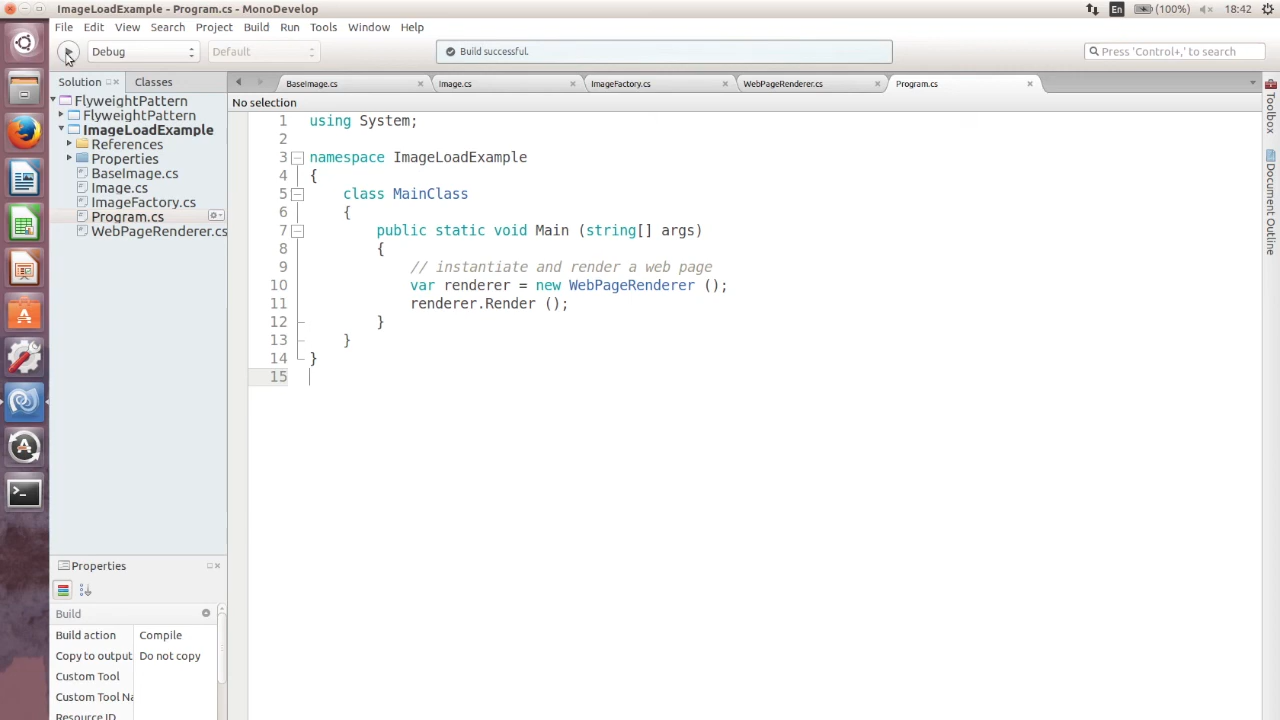 ImageLoadExample - Program.cs - MonoDevelop
En
(100%)
18:42
File Edit View Search Project Build Run Tools Window Help
Debug
Default
Build successful.
Press 'Control+,' to search
Solution
Classes
BaseImage.cs
Image.cs
ImageFactory.cs
WebPageRenderer.cs
Program.cs
No selection
FlyweightPattern
FlyweightPattern
ImageLoadExample
References
Properties
BaseImage.cs
Image.cs
ImageFactory.cs
Program.cs
WebPageRenderer.cs
1 using System;
2
3 namespace ImageLoadExample
4 {
5 class MainClass
6 {
7 public static void Main (string[] args)
8 {
9 // instantiate and render a web page
10 var renderer = new WebPageRenderer ();
11 renderer.Render ();
12 }
13 }
14 }
15
Toolbox
Document Outline
Properties
Build
Build action Compile
Copy to output Do not copy
Custom Tool
Custom Tool Na
Resource ID